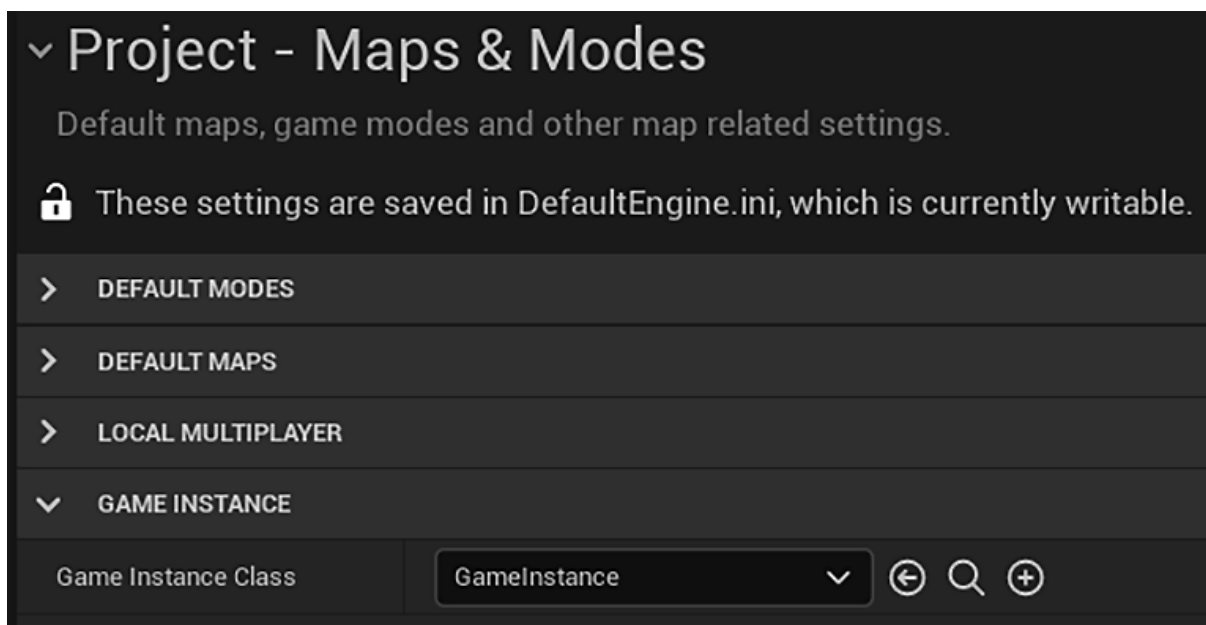 Project - Maps & Modes
Default maps, game modes and other map related settings.
These settings are saved in DefaultEngine.ini, which is currently writable.
DEFAULT MODES
DEFAULT MAPS
LOCAL MULTIPLAYER
GAME INSTANCE
Game Instance Class GameInstance